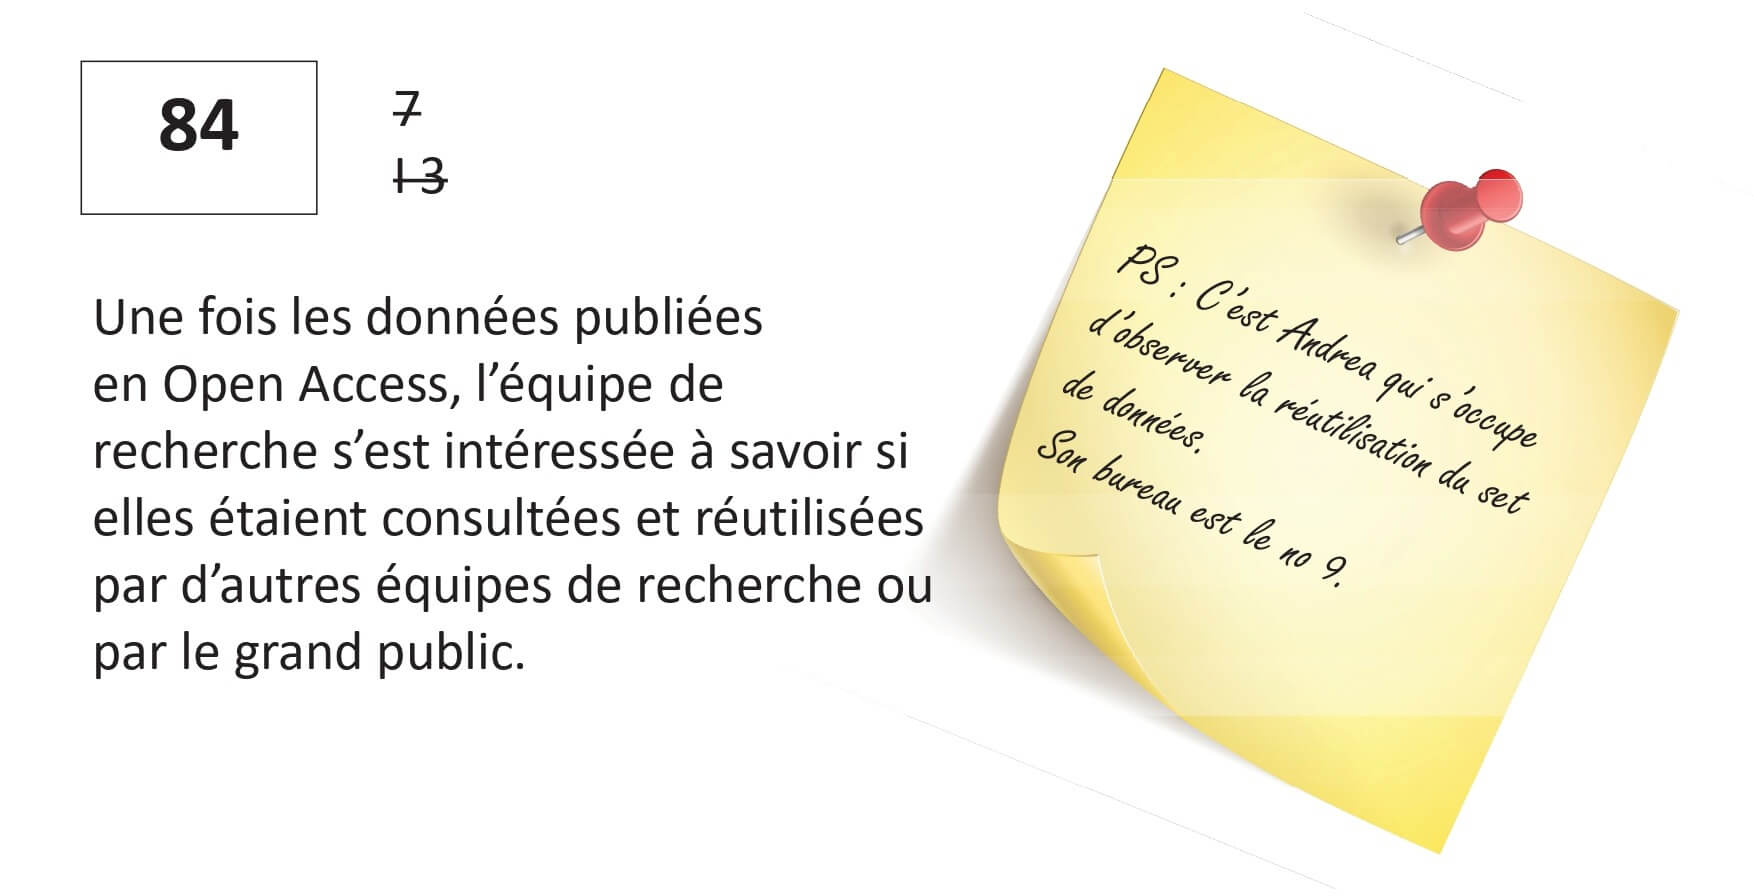 84
7
I 3
Une fois les données publiées
en Open Access, l’équipe de
recherche s’est intéressée à savoir si
elles étaient consultées et réutilisées
par d’autres équipes de recherche ou
par le grand public.
PS : C'est Andrea qui s'occupe
d'observer la réutilisation du set
de données.
Son bureau est le no 9.